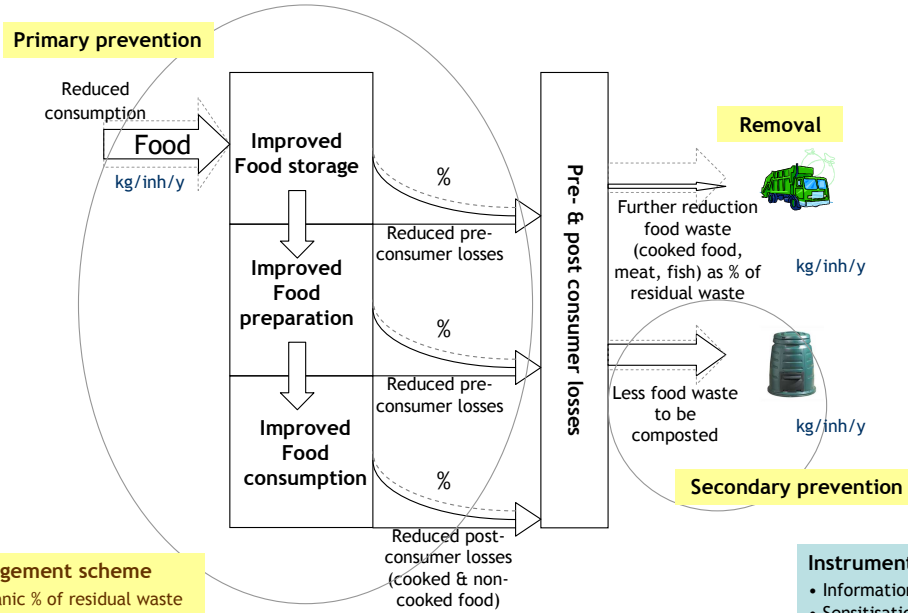 Primary prevention
Reduced
consumption
Food
kg/inh/y
Improved
Food storage
%
Reduced pre-
consumer losses
Improved
Food
preparation
%
Reduced pre-
consumer losses
Improved
Food
consumption
%
Reduced post-
consumer losses
(cooked & non-
cooked food)
Pre- & post consumer losses
Removal
Further reduction
food waste
(cooked food,
meat, fish) as % of
residual waste
kg/inh/y
Less food waste
to be
composted
kg/inh/y
Secondary prevention
gement scheme
anic % of residual waste
Instrument
• Information
• Sensitisatio